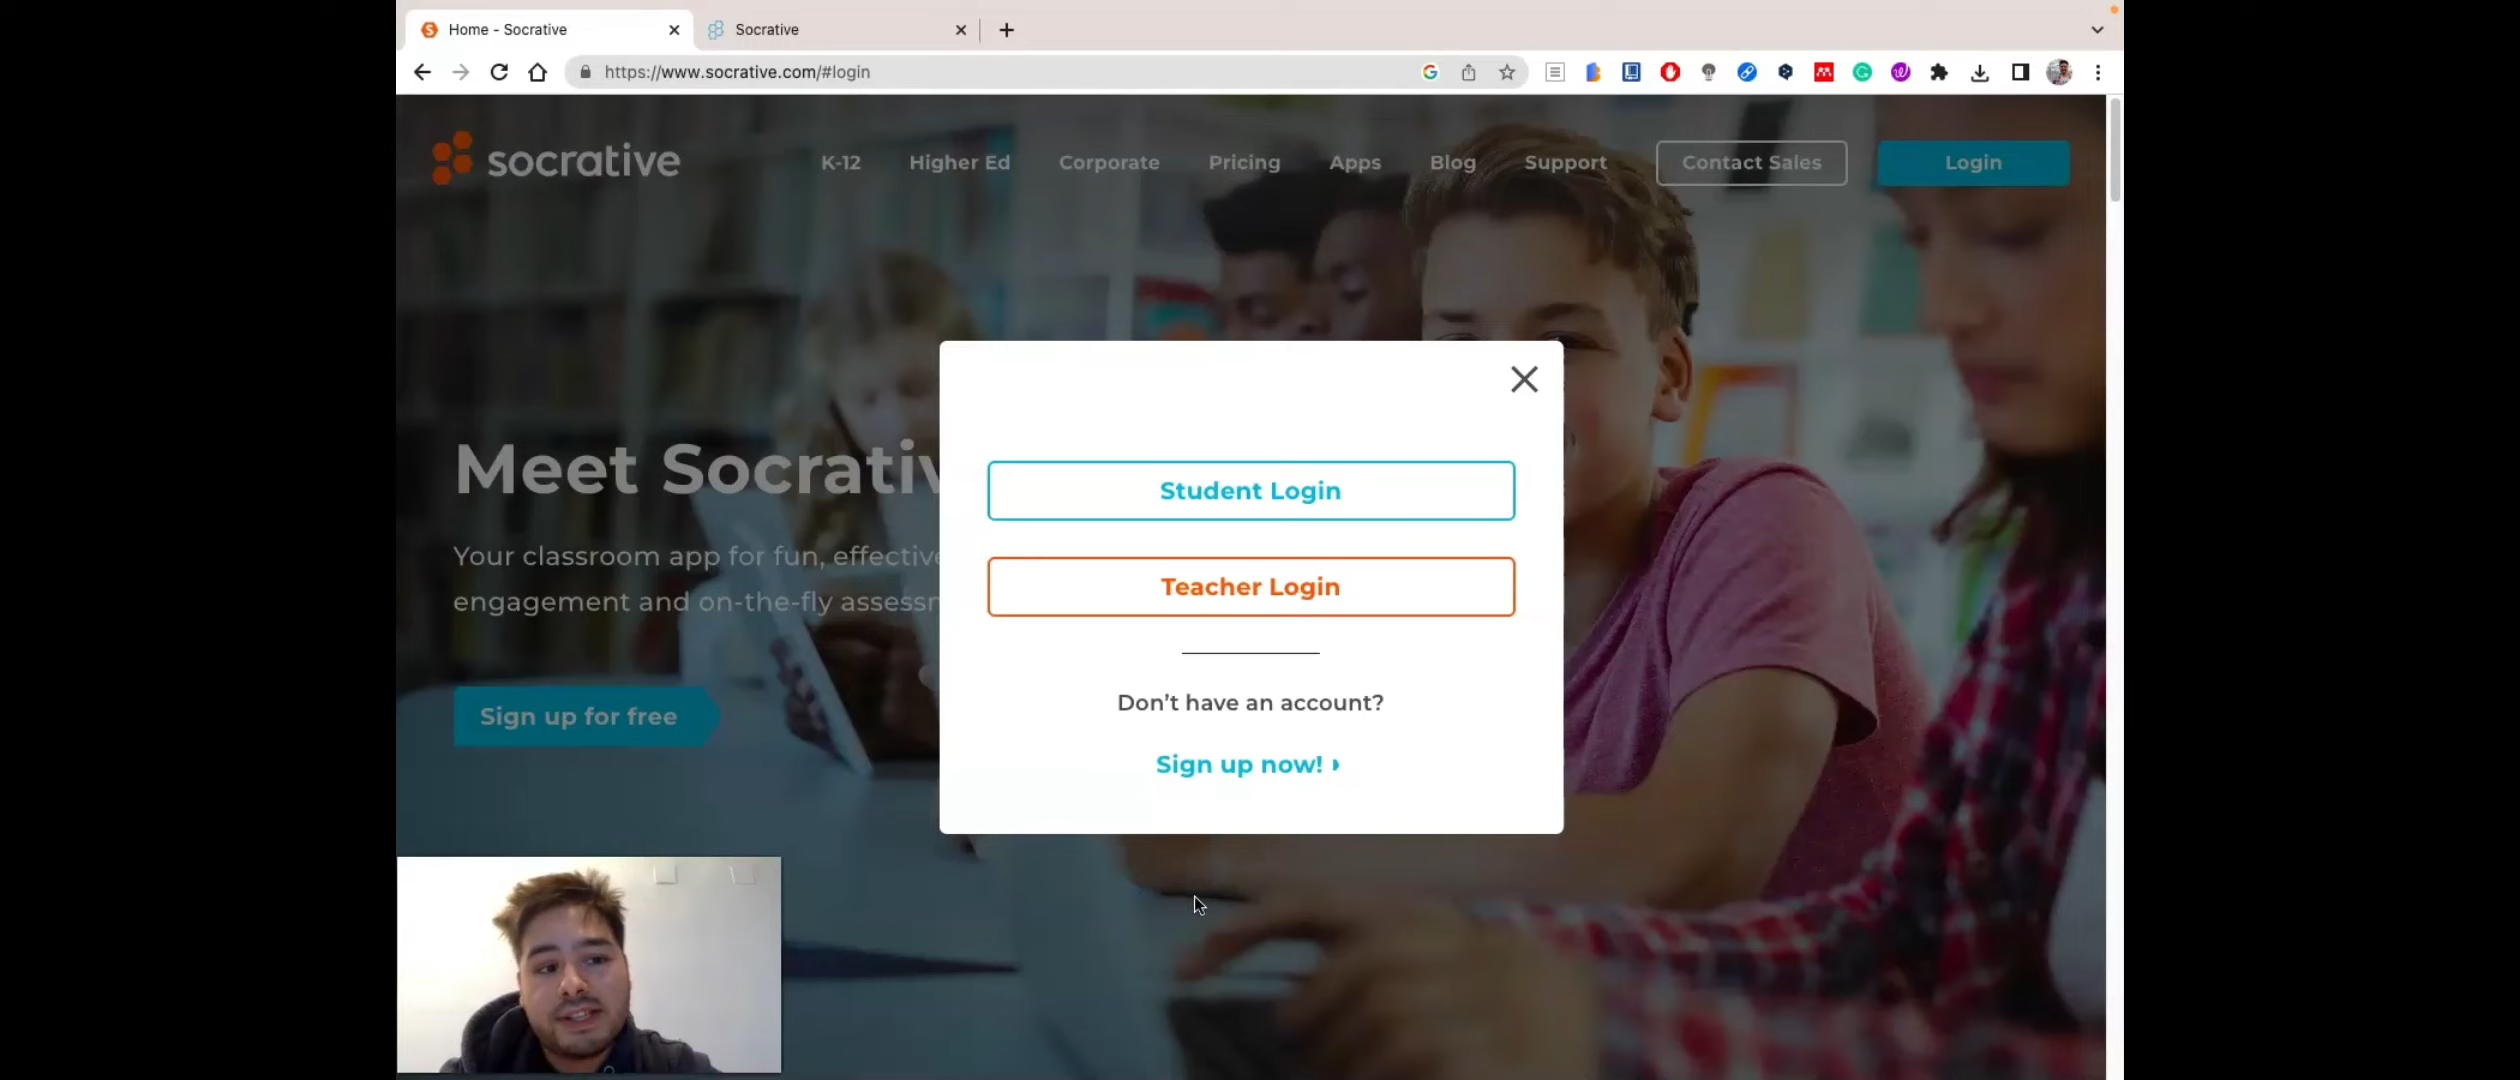 Home - Socrative
Socrative
https://www.socrative.com/#login
socrative
K-12
Higher Ed
Corporate
Pricing
Apps
Blog
Support
Contact Sales
Login
Meet Socrativ
Your classroom app for fun, effective
engagement and on-the-fly assess
Sign up for free
Student Login
Teacher Login
Don’t have an account?
Sign up now!